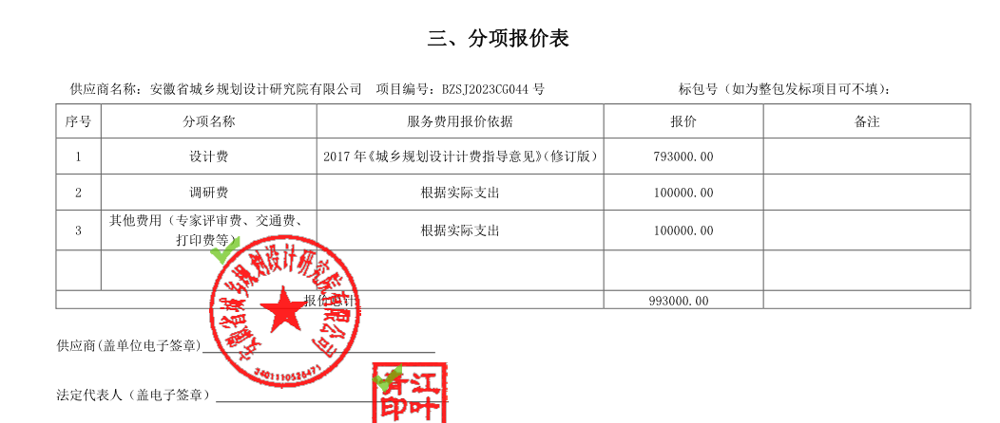 三、分项报价表
供应商名称：安徽省城乡规划设计研究院有限公司 项目编号：BZSJ2023CG044 号 标包号（如为整包发标项目可不填）：
序号 分项名称 服务费用报价依据 报价 备注
1 设计费 2017 年《城乡规划设计计费指导意见》（修订版） 793000.00
2 调研费 根据实际支出 100000.00
3 其他费用（专家评审费、交通费、
打印费等） 根据实际支出 100000.00
报价总计 993000.00
安徽省城乡规划设计研究院有限公司
3401110526471
供应商(盖单位电子签章)
法定代表人（盖电子签章）
江
叶
印